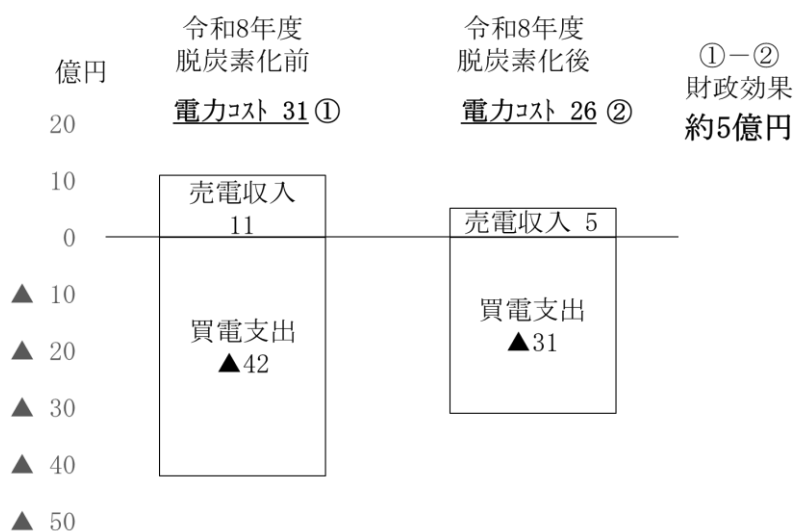 令和8年度
脱炭素化前
令和8年度
脱炭素化後
①－②
財政効果
約5億円
億円
電力コスト 31 ①
電力コスト 26 ②
20
10
0
▲ 10
▲ 20
▲ 30
▲ 40
▲ 50
売電収入
11
買電支出
▲42
売電収入 5
買電支出
▲31